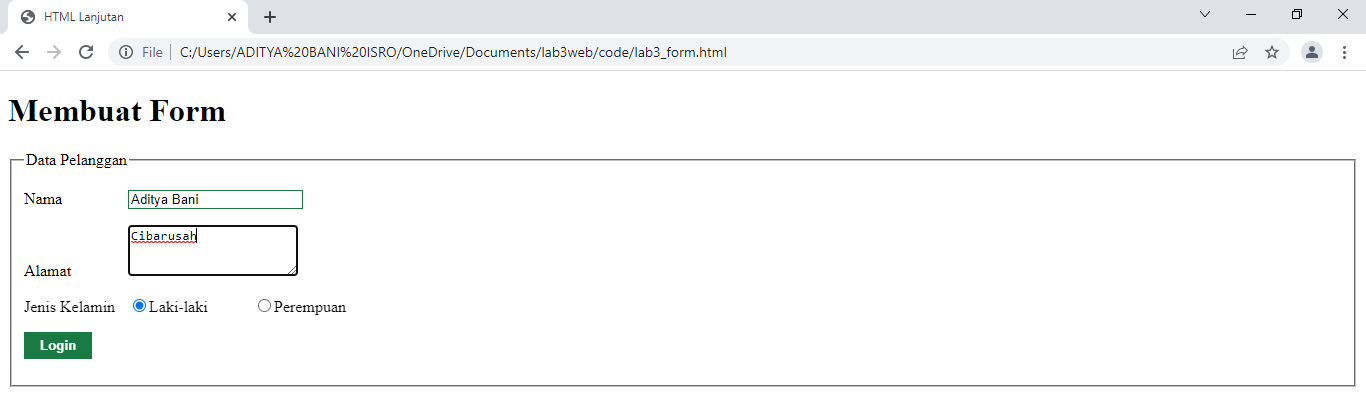 HTML Lanjutan
File C:/Users/ADITYA%20BANI%20ISRO/OneDrive/Documents/lab3web/code/lab3_form.html
Membuat Form
Data Pelanggan
Nama Aditya Bani
Cibarusah
Alamat
Jenis Kelamin Laki-laki Perempuan
Login